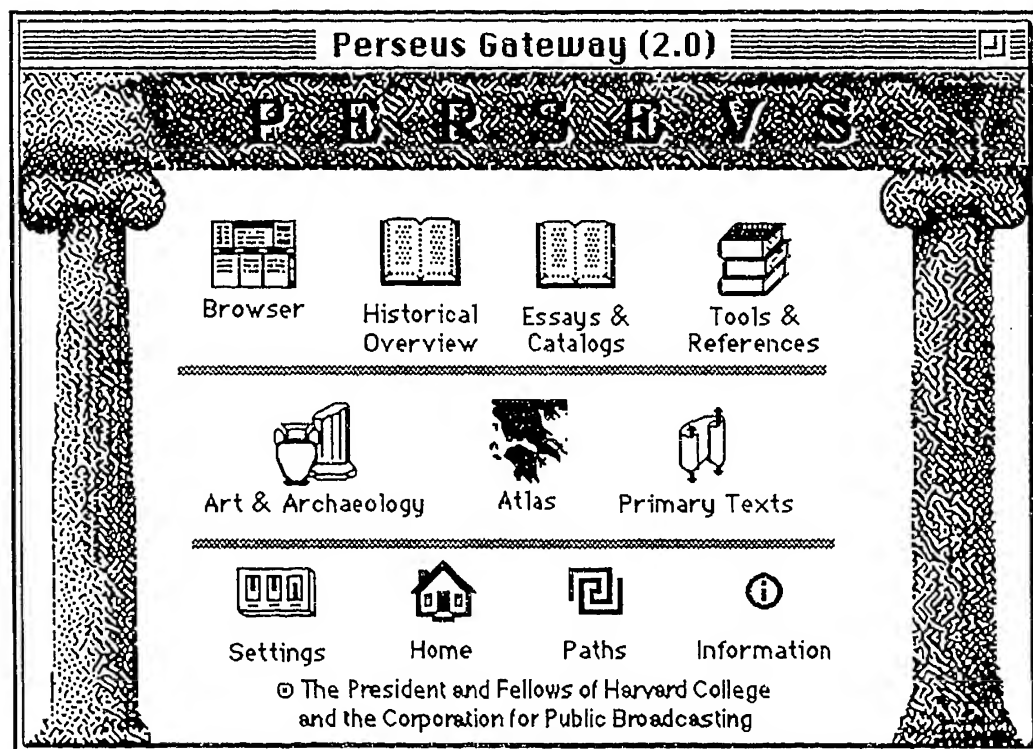 Perseus Gateway (2.0)
PERSEVS
Browser
Historical
Overview
Essays &
Catalogs
Tools &
References
Art & Archaeology
Atlas
Primary Texts
Settings
Home
Paths
Information
© The President and Fellows of Harvard College
and the Corporation for Public Broadcasting